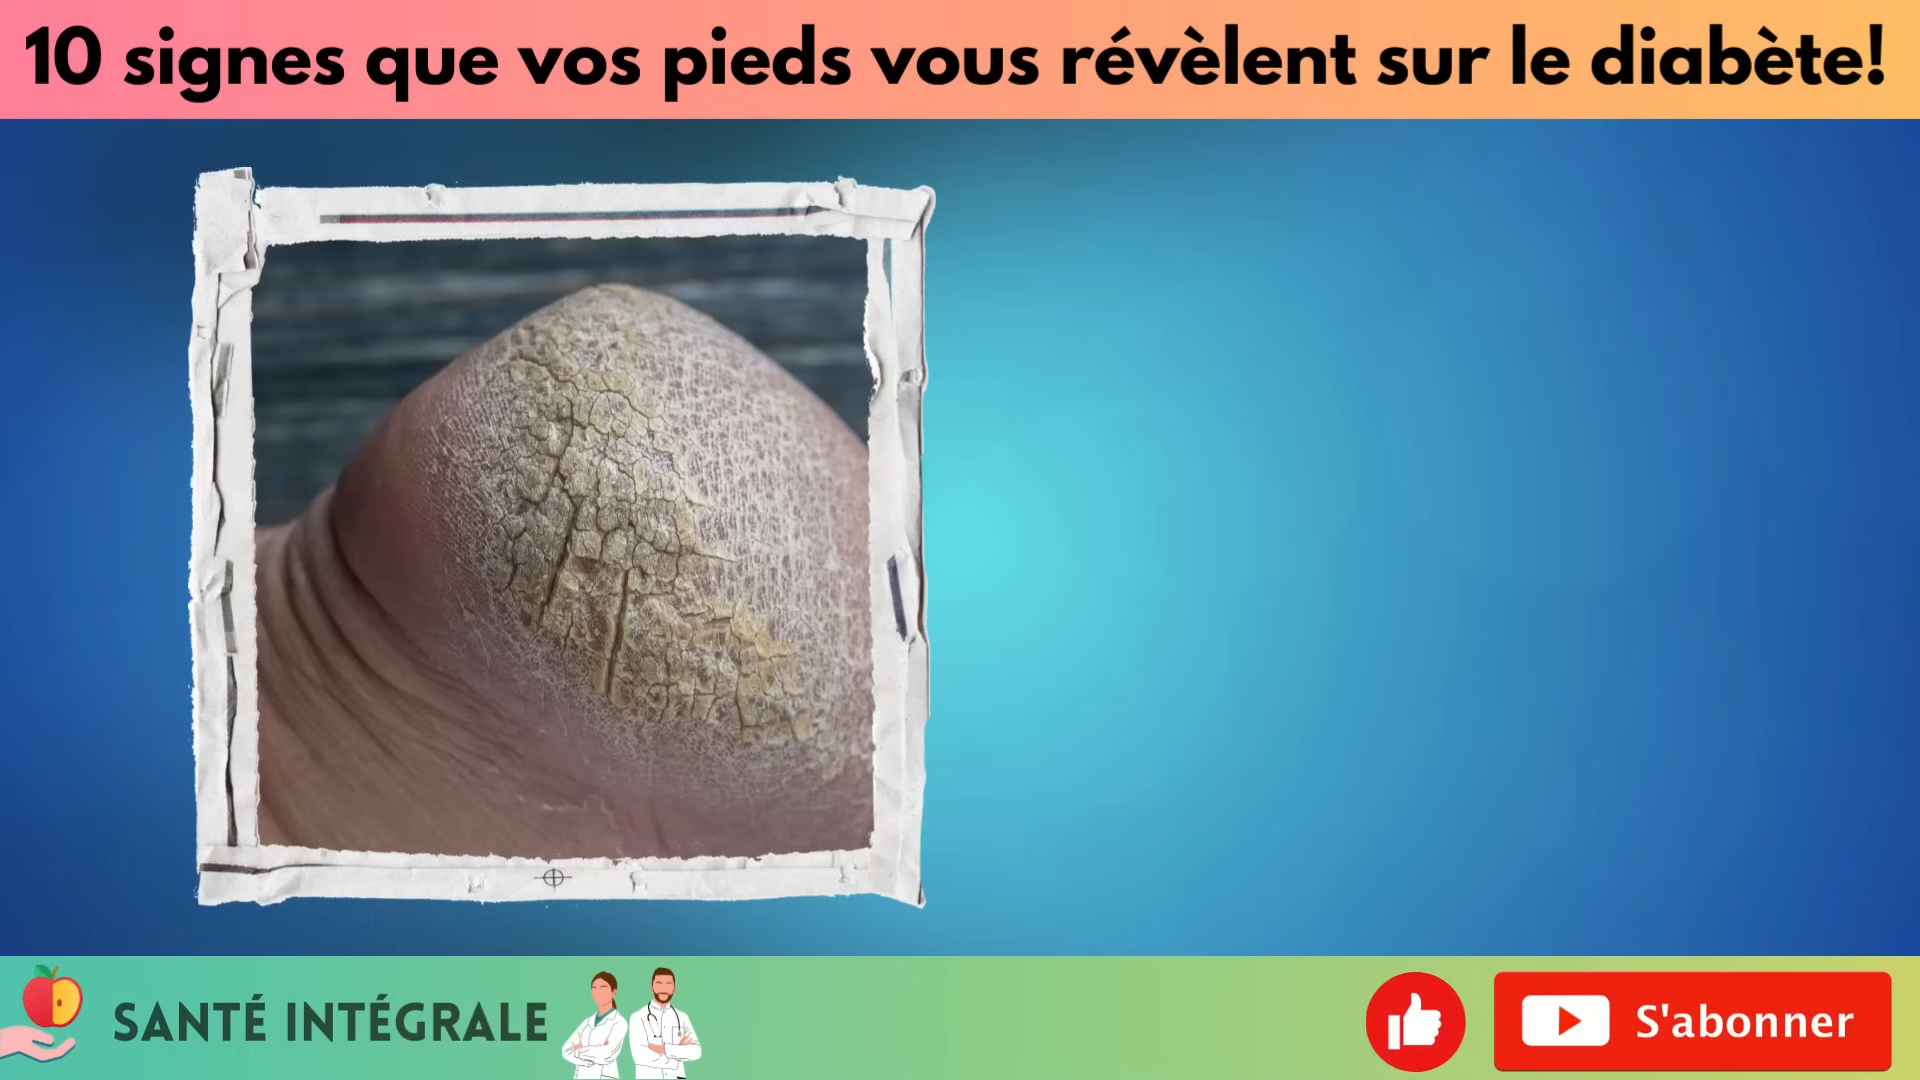 10 signes que vos pieds vous révèlent sur le diabète!
SANTÉ INTÉGRALE
S'abonner